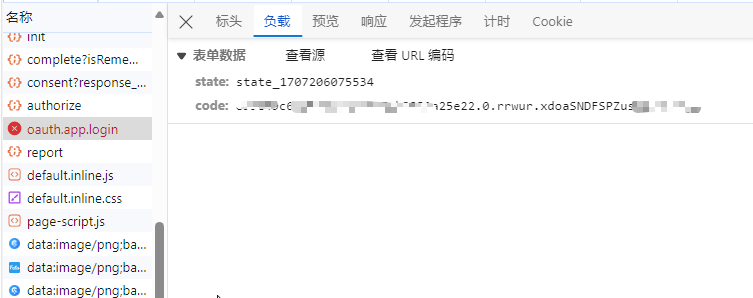 名称
标头 负载 预览 响应 发起程序 计时 Cookie
init
表单数据 查看源 查看 URL 编码
complete?isReme...
state: state_1707206075534
consent?response_...
code: a25e22.0.rrwur.xdoaSNDFSPZus
authorize
oauth.app.login
report
default.inline.js
default.inline.css
page-script.js
data:image/png;ba...
data:image/png;ba...
data:image/png;ba...